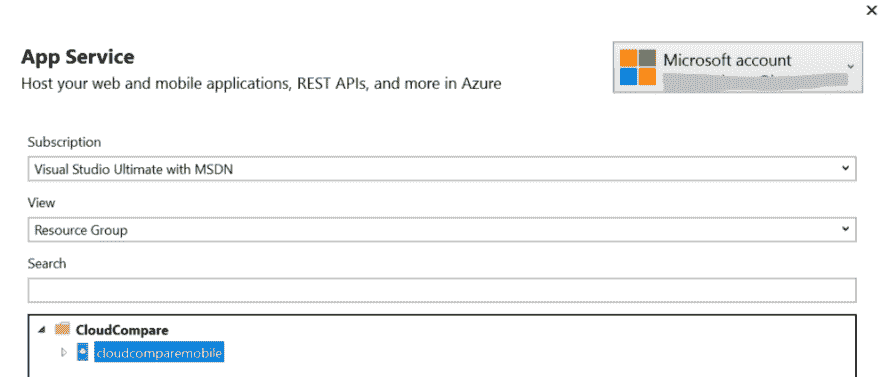 App Service
Microsoft account
Host your web and mobile applications, REST APIs, and more in Azure
Subscription
Visual Studio Ultimate with MSDN
View
Resource Group
Search
CloudCompare
cloudcomparemobile